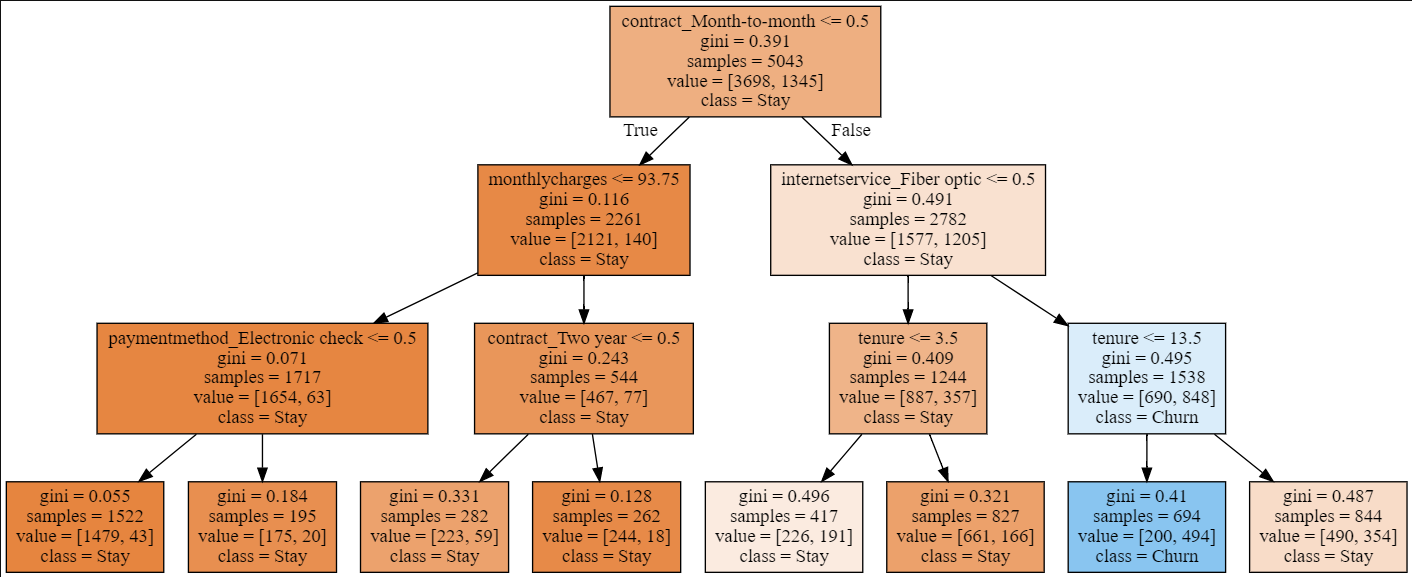 contract_Month-to-month <= 0.5
gini = 0.391
samples = 5043
value = [3698, 1345]
class = Stay
True
False
monthlycharges <= 93.75
gini = 0.116
samples = 2261
value = [2121, 140]
class = Stay
internetservice_Fiber optic <= 0.5
gini = 0.491
samples = 2782
value = [1577, 1205]
class = Stay
paymentmethod_Electronic check <= 0.5
gini = 0.071
samples = 1717
value = [1654, 63]
class = Stay
contract_Two year <= 0.5
gini = 0.243
samples = 544
value = [467, 77]
class = Stay
tenure <= 3.5
gini = 0.409
samples = 1244
value = [887, 357]
class = Stay
tenure <= 13.5
gini = 0.495
samples = 1538
value = [690, 848]
class = Churn
gini = 0.055
samples = 1522
value = [1479, 43]
class = Stay
gini = 0.184
samples = 195
value = [175, 20]
class = Stay
gini = 0.331
samples = 282
value = [223, 59]
class = Stay
gini = 0.128
samples = 262
value = [244, 18]
class = Stay
gini = 0.496
samples = 417
value = [226, 191]
class = Stay
gini = 0.321
samples = 827
value = [661, 166]
class = Stay
gini = 0.41
samples = 694
value = [200, 494]
class = Churn
gini = 0.487
samples = 844
value = [490, 354]
class = Stay